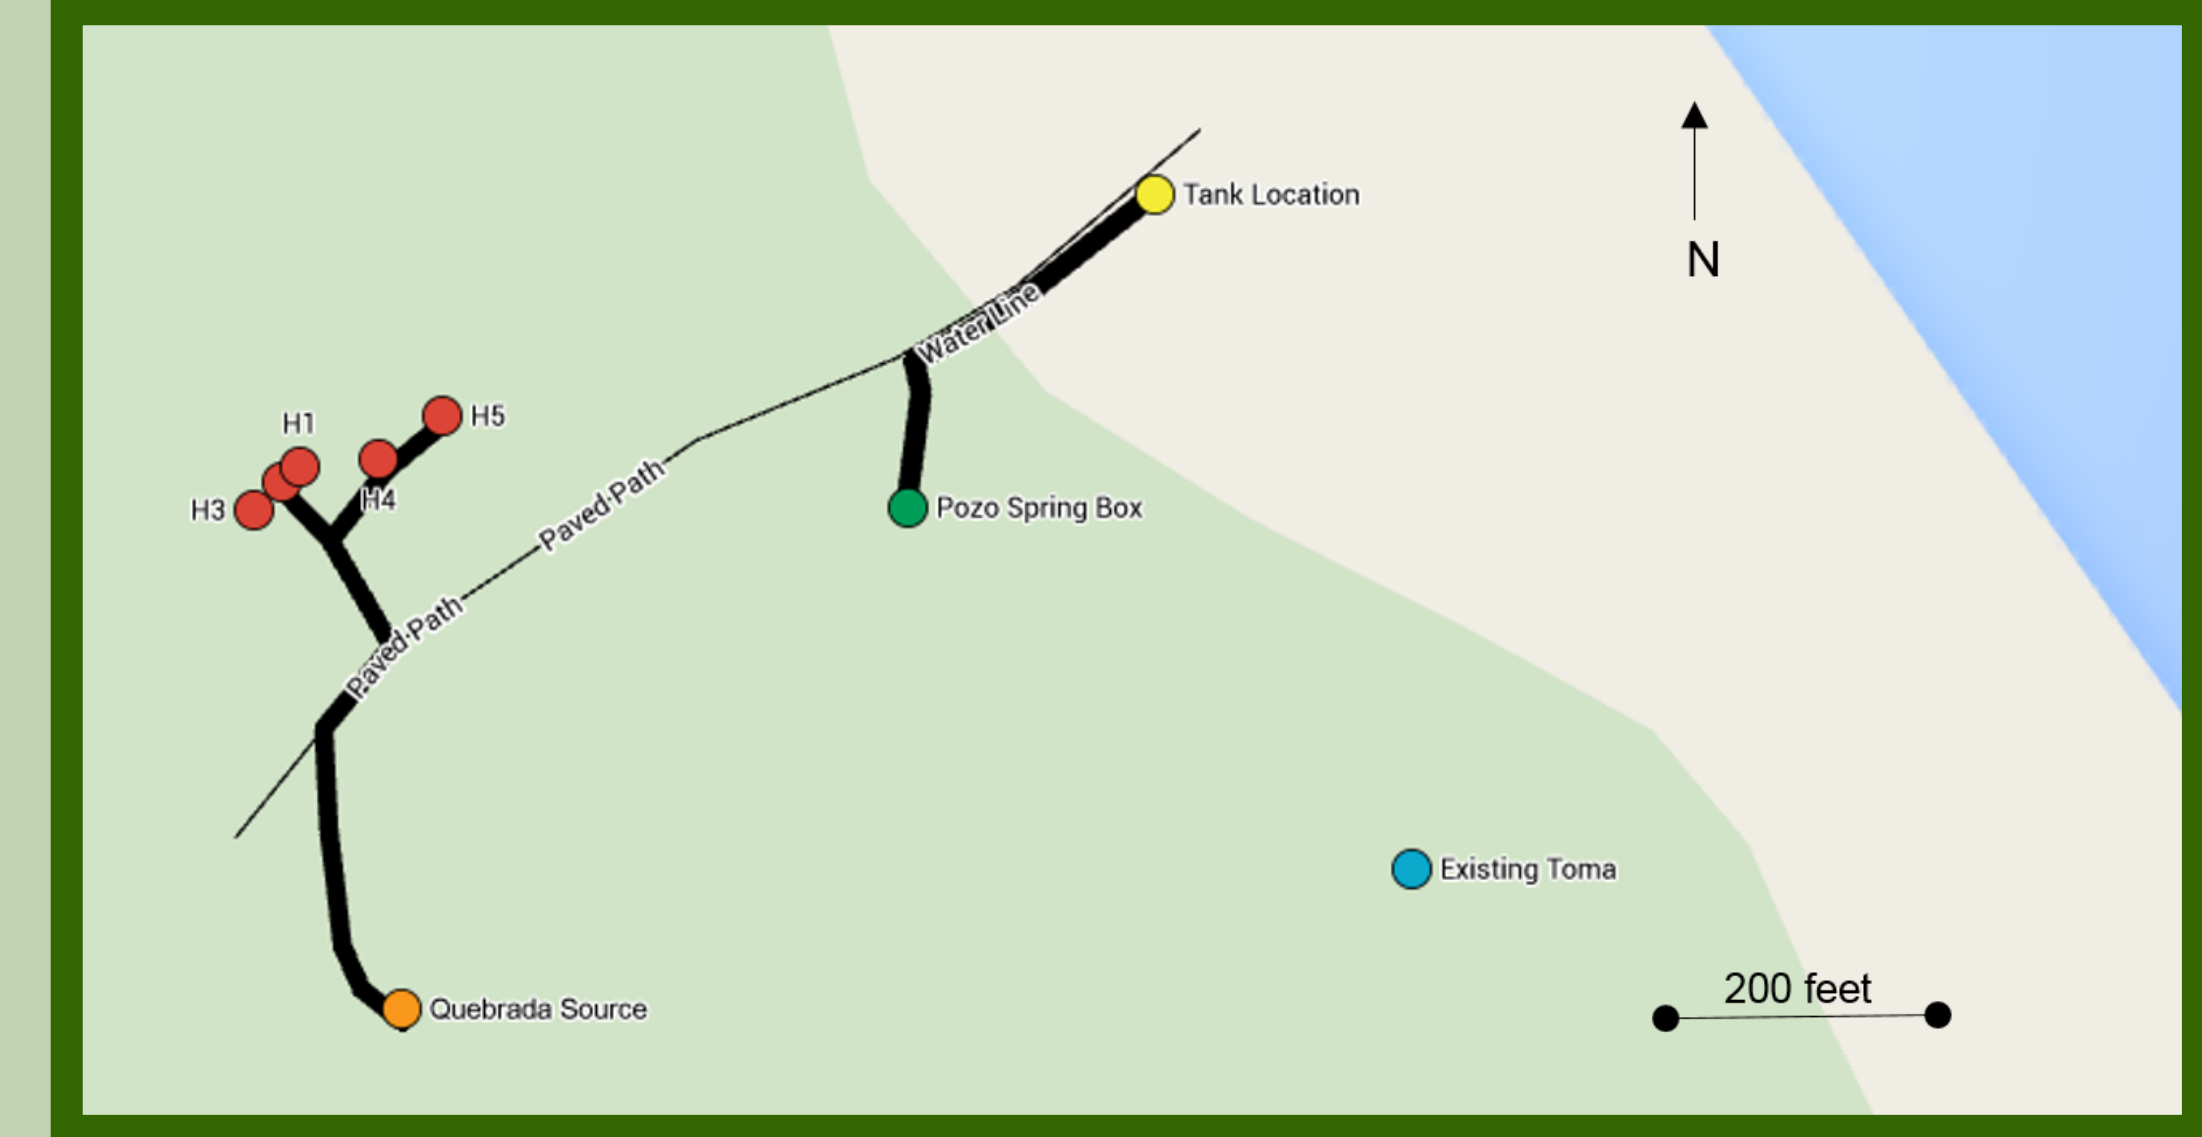 Tank Location
N
Water Line
H1
H5
H4
H3
Paved Path
Pozo Spring Box
Paved Path
Existing Toma
200 feet
Quebrada Source